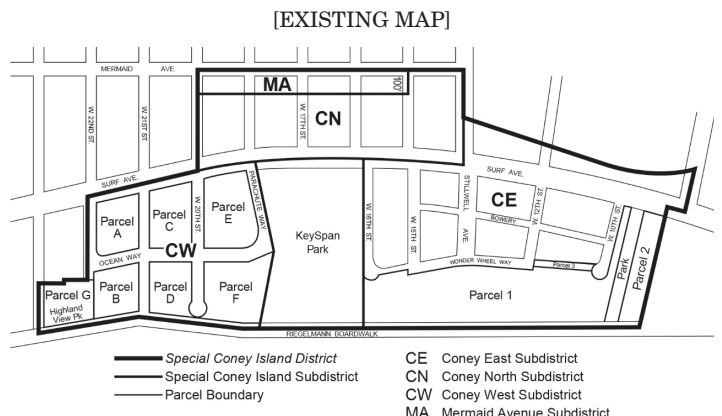 [EXISTING MAP]
MERMAID AVE.
MA
100'
CN
W. 22ND ST.
W. 21ST ST.
W. 17TH ST.
SURF AVE.
SURF AVE.
Parcel A
Parcel C
W. 20TH ST.
Parcel E
PARACHUTE WAY
KeySpan Park
W. 16TH ST.
W. 15TH ST.
STILLWELL AVE.
CE
BOWERY
W. 12TH ST.
W. 10TH ST.
CW
OCEAN WAY
WONDER WHEEL WAY
Parcel 3
Park
Parcel 2
Parcel G
Highland View Pk
Parcel B
Parcel D
Parcel F
Parcel 1
RIEGELMANN BOARDWALK
Special Coney Island District
Special Coney Island Subdistrict
Parcel Boundary
CE Coney East Subdistrict
CN Coney North Subdistrict
CW Coney West Subdistrict
MA Mermaid Avenue Subdistrict